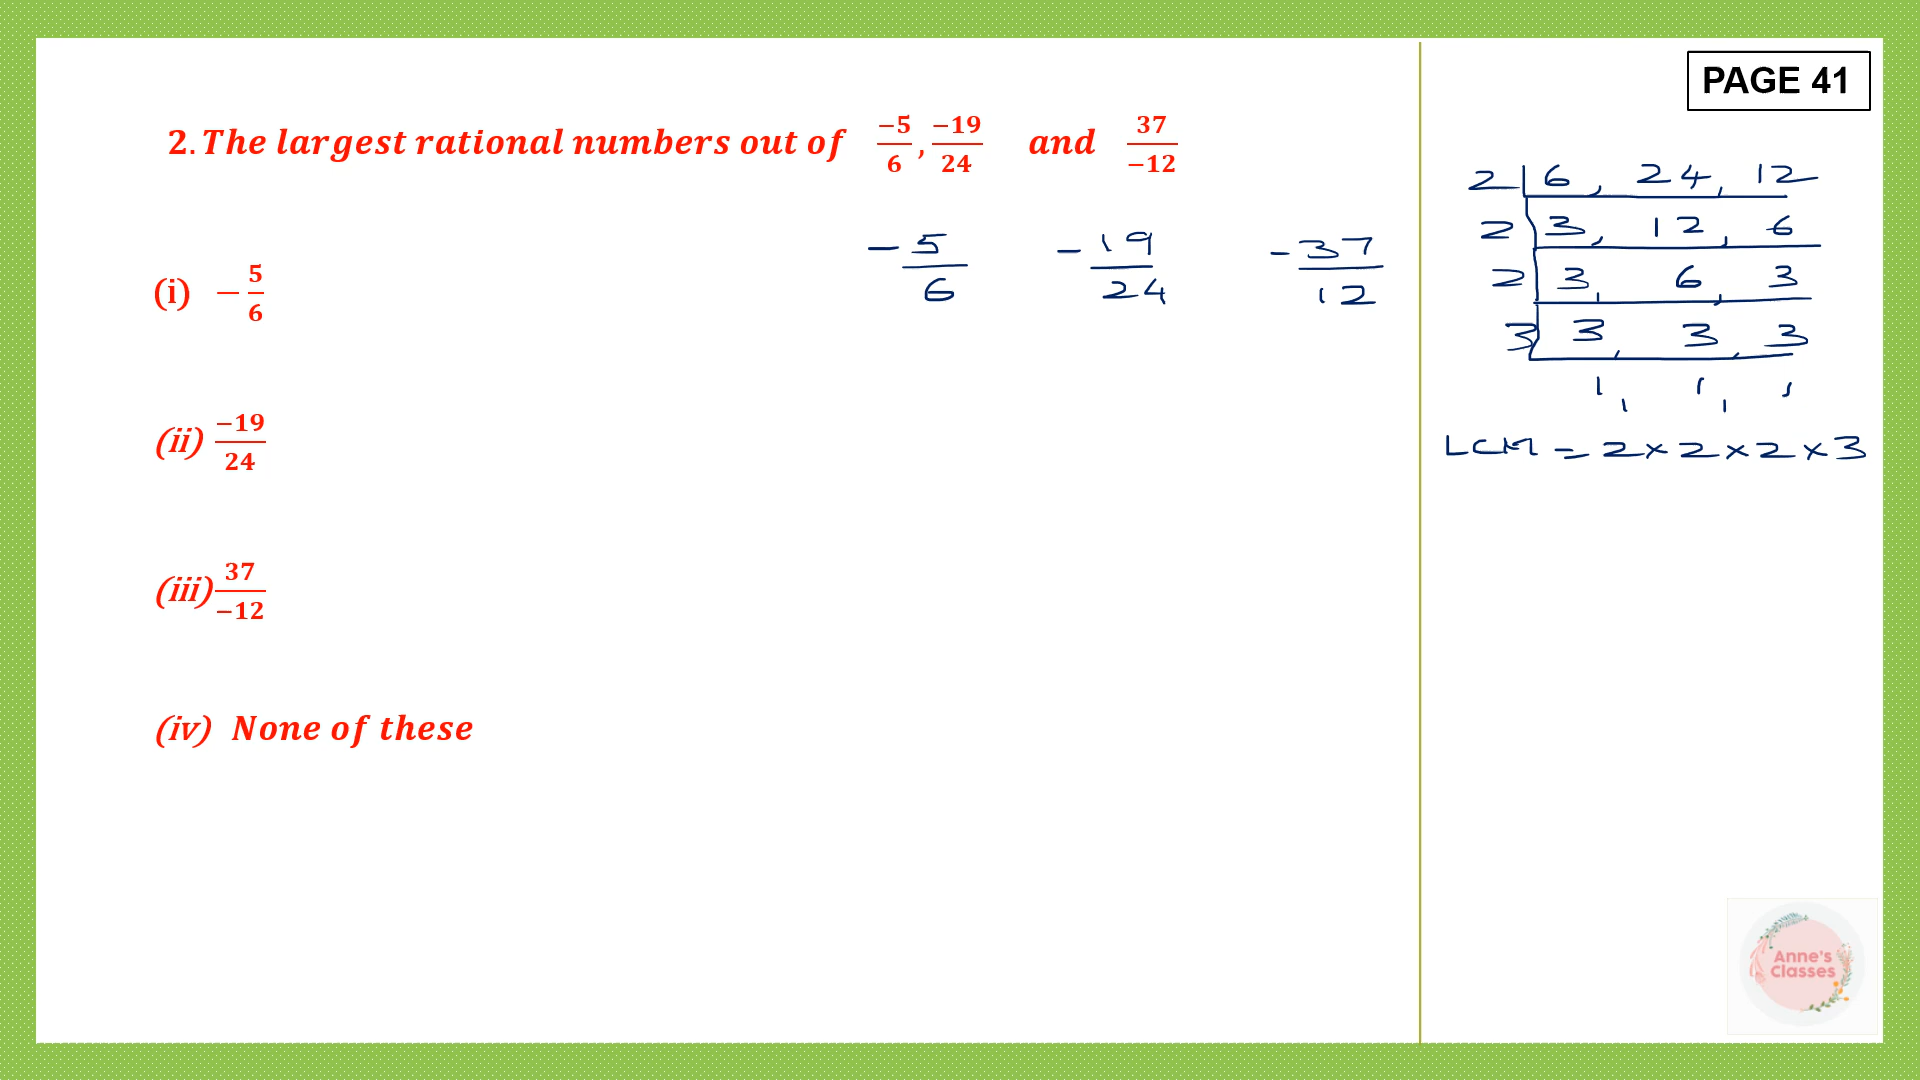 PAGE 41
2. The largest rational numbers out of −5/6, −19/24 and 37/−12
−5/6 −19/24 −37/12
(i) −5/6
(ii) −19/24
(iii) 37/−12
(iv) None of these
2 | 6, 24, 12
2 | 3, 12, 6
2 | 3, 6, 3
3 | 3, 3, 3
1, 1, 1
LCM = 2×2×2×3
Anne's
Classes